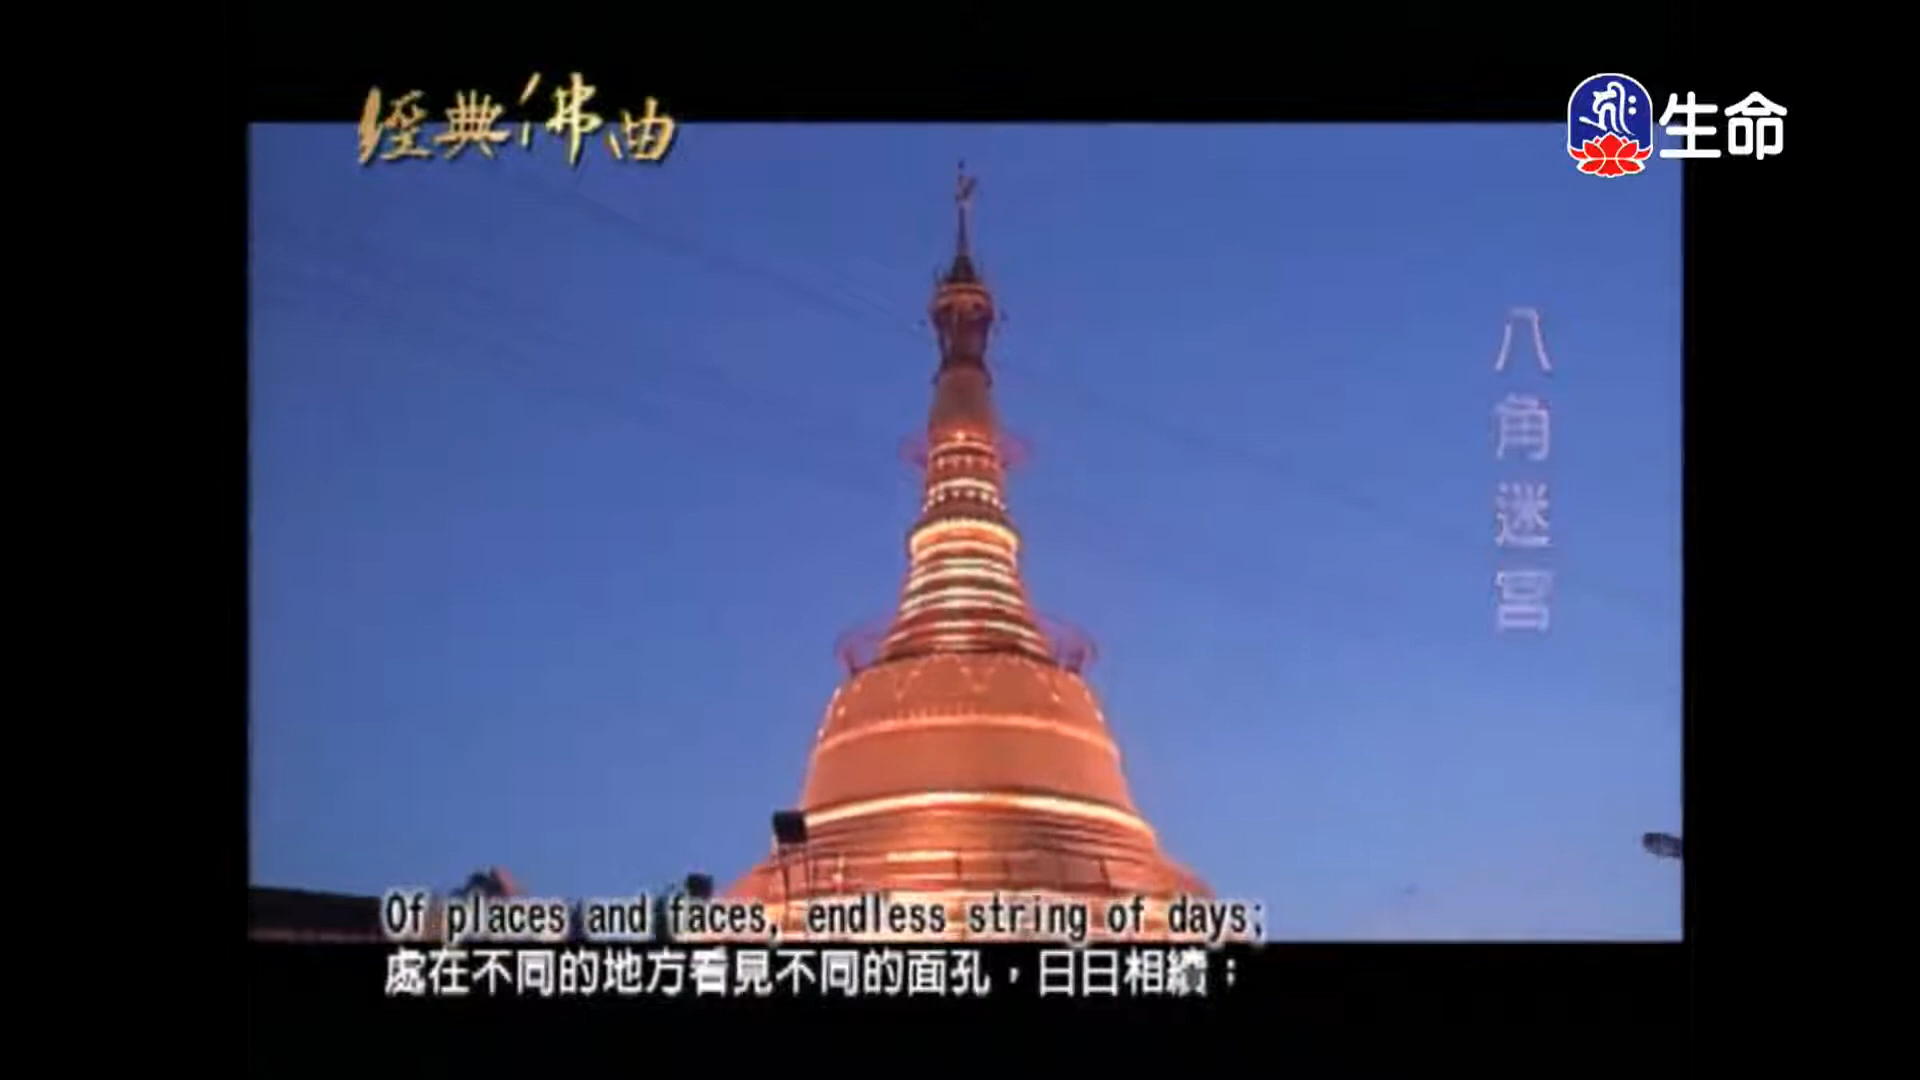 經典佛曲
生命
八角迷宮
Of places and faces, endless string of days;
處在不同的地方看見不同的面孔，日日相續；